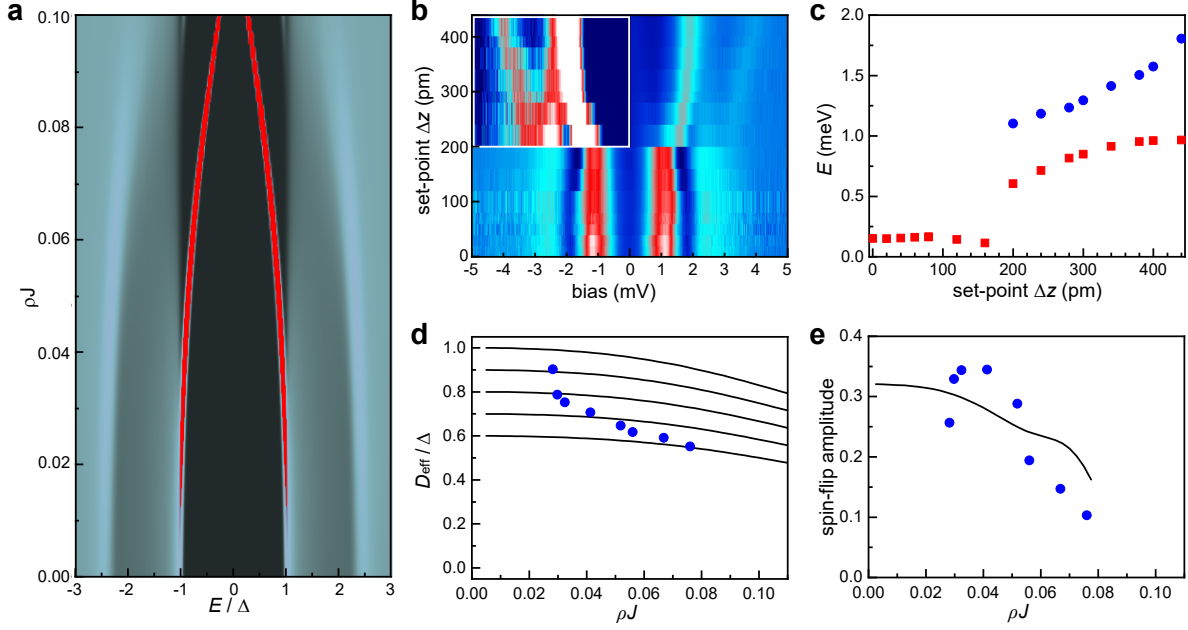 a
0.10
0.08
0.06
0.04
0.02
0.00
ρJ
-3 -2 -1 0 1 2 3
E / Δ
b
400
300
200
100
0
set-point Δz (pm)
-5 -4 -3 -2 -1 0 1 2 3 4 5
bias (mV)
c
2.0
1.5
1.0
0.5
0.0
E (meV)
0 100 200 300 400
set-point Δz (pm)
d
1.0
0.8
0.6
0.4
0.2
0.0
Deff / Δ
0.00 0.02 0.04 0.06 0.08 0.10
ρJ
e
0.4
0.3
0.2
0.1
0.0
spin-flip amplitude
0.00 0.02 0.04 0.06 0.08 0.10
ρJ